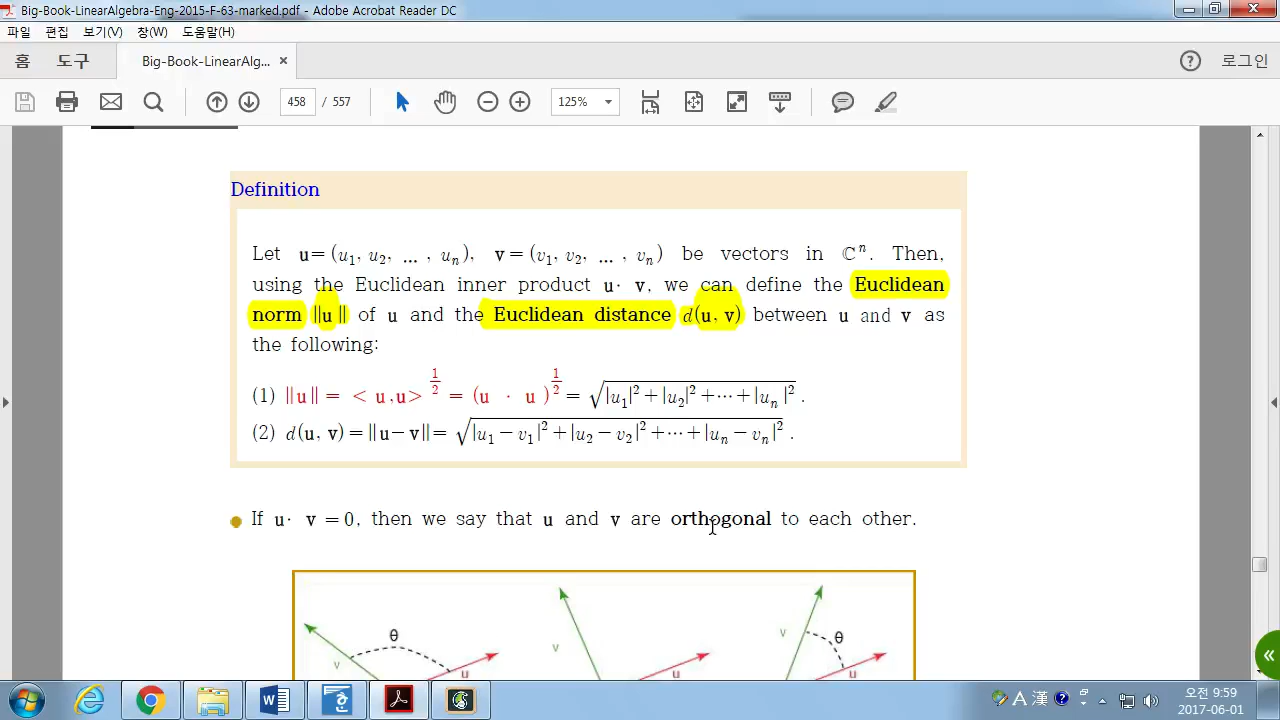 Big-Book-LinearAlgebra-Eng-2015-F-63-marked.pdf - Adobe Acrobat Reader DC
파일 편집 보기(V) 창(W) 도움말(H)
홈 도구 Big-Book-LinearAlg... × ? 로그인
458 / 557 125%
Definition
Let u=(u₁, u₂, ... , uₙ), v=(v₁, v₂, ... , vₙ) be vectors in ℂⁿ. Then,
using the Euclidean inner product u· v, we can define the Euclidean
norm ‖u‖ of u and the Euclidean distance d(u, v) between u and v as
the following:
(1) ‖u‖ = < u ,u> ^(1/2) = (u · u )^(1/2) = √(|u₁|² + |u₂|² + ⋯ + |uₙ|²) .
(2) d(u, v) = ‖u−v‖ = √(|u₁ − v₁|² + |u₂ − v₂|² + ⋯ + |uₙ − vₙ|²) .
If u· v =0, then we say that u and v are orthogonal to each other.
θ v u
v u
v θ u
A 漢 ?
오전 9:59
2017-06-01